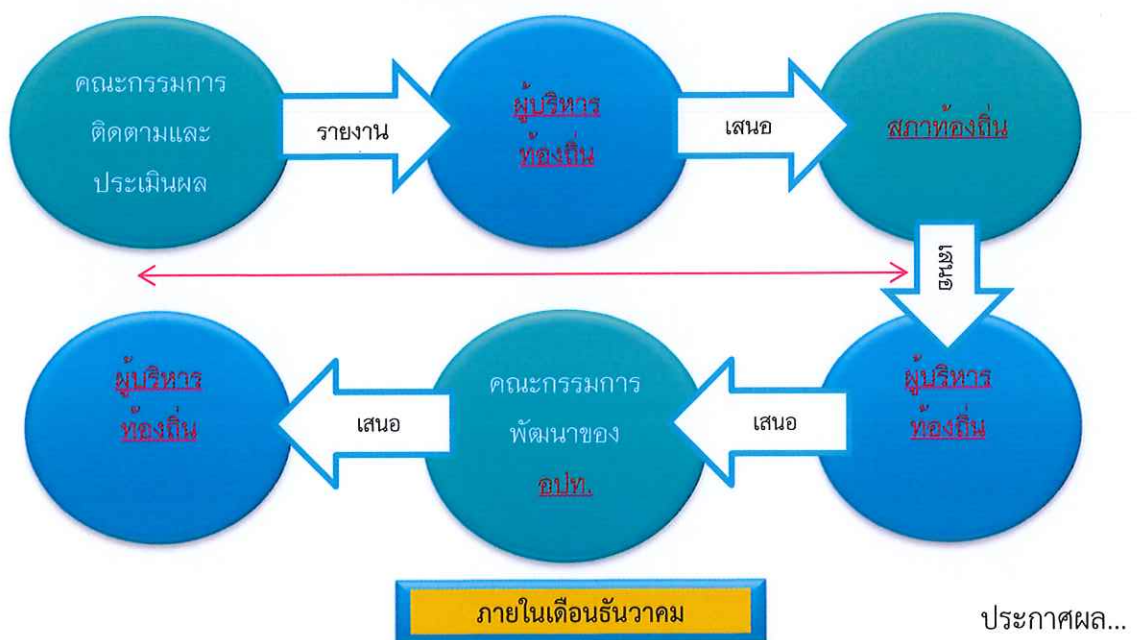 คณะกรรมการ
ติดตามและ
ประเมินผล
รายงาน
ผู้บริหาร
ท้องถิ่น
เสนอ
สภาท้องถิ่น
เสนอ
ผู้บริหาร
ท้องถิ่น
เสนอ
คณะกรรมการ
พัฒนาของ
อปท.
เสนอ
ผู้บริหาร
ท้องถิ่น
ภายในเดือนธันวาคม
ประกาศผล...